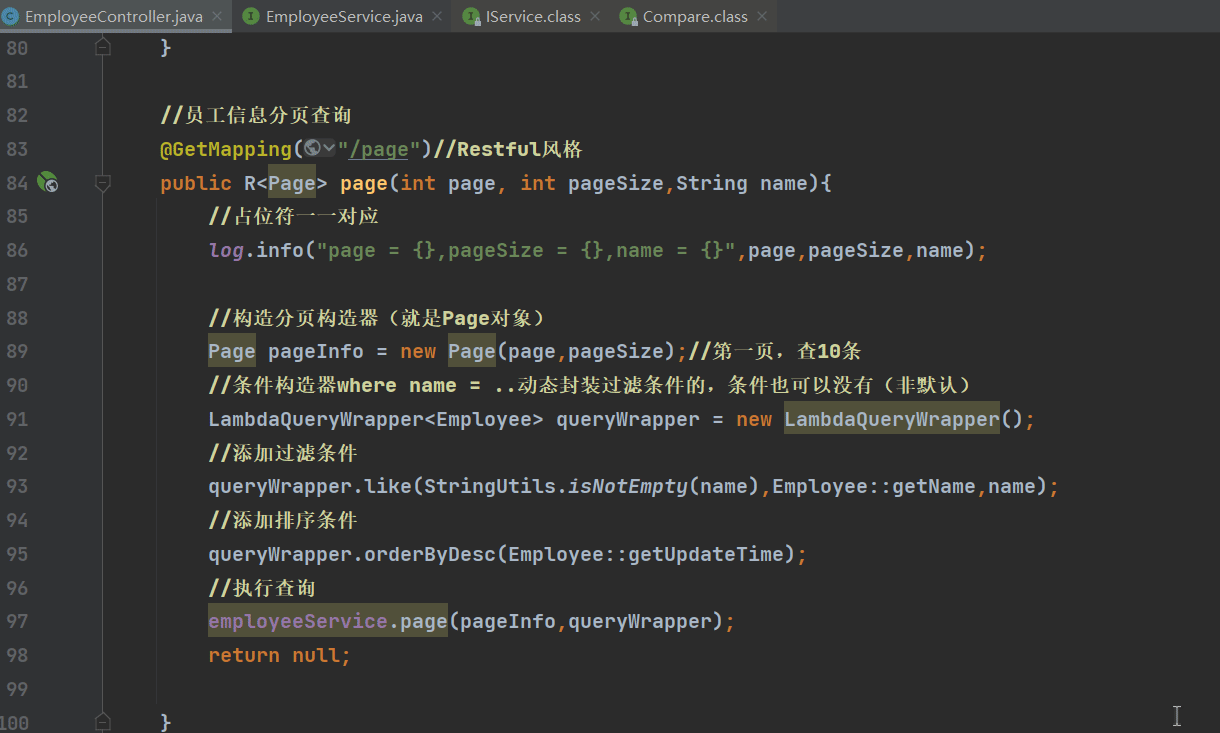 EmployeeController.java EmployeeService.java IService.class Compare.class
80 }
81
82 //员工信息分页查询
83 @GetMapping("/page")//Restful风格
84 public R<Page> page(int page, int pageSize,String name){
85 //占位符一一对应
86 log.info("page = {},pageSize = {},name = {}",page,pageSize,name);
87
88 //构造分页构造器（就是Page对象）
89 Page pageInfo = new Page(page,pageSize);//第一页，查10条
90 //条件构造器where name = ..动态封装过滤条件的，条件也可以没有（非默认）
91 LambdaQueryWrapper<Employee> queryWrapper = new LambdaQueryWrapper();
92 //添加过滤条件
93 queryWrapper.like(StringUtils.isNotEmpty(name),Employee::getName,name);
94 //添加排序条件
95 queryWrapper.orderByDesc(Employee::getUpdateTime);
96 //执行查询
97 employeeService.page(pageInfo,queryWrapper);
98 return null;
99
100 }